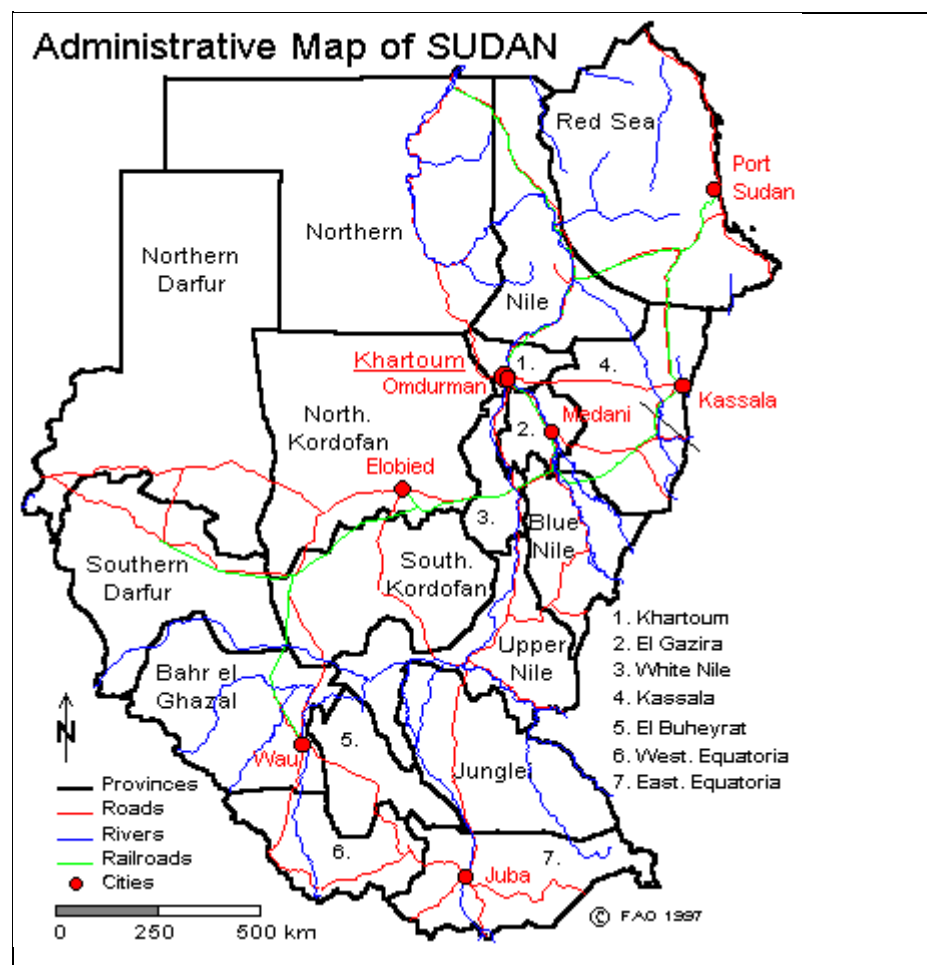 Administrative Map of SUDAN
Red Sea
Port
Sudan
Northern
Northern
Darfur
Nile
Khartoum
1.
4.
Omdurman
Kassala
North.
Kordofan
Medani
2.
Elobied
3.
Blue
Nile
Southern
Darfur
South.
Kordofan
1. Khartoum
2. El Gazira
3. White Nile
4. Kassala
5. El Buheyrat
6. West. Equatoria
7. East. Equatoria
Upper
Nile
Bahr el
Ghazal
N
5.
Wau
Jungle
Provinces
Roads
Rivers
Railroads
Cities
6.
7.
Juba
0 250 500 km
© FAO 1997